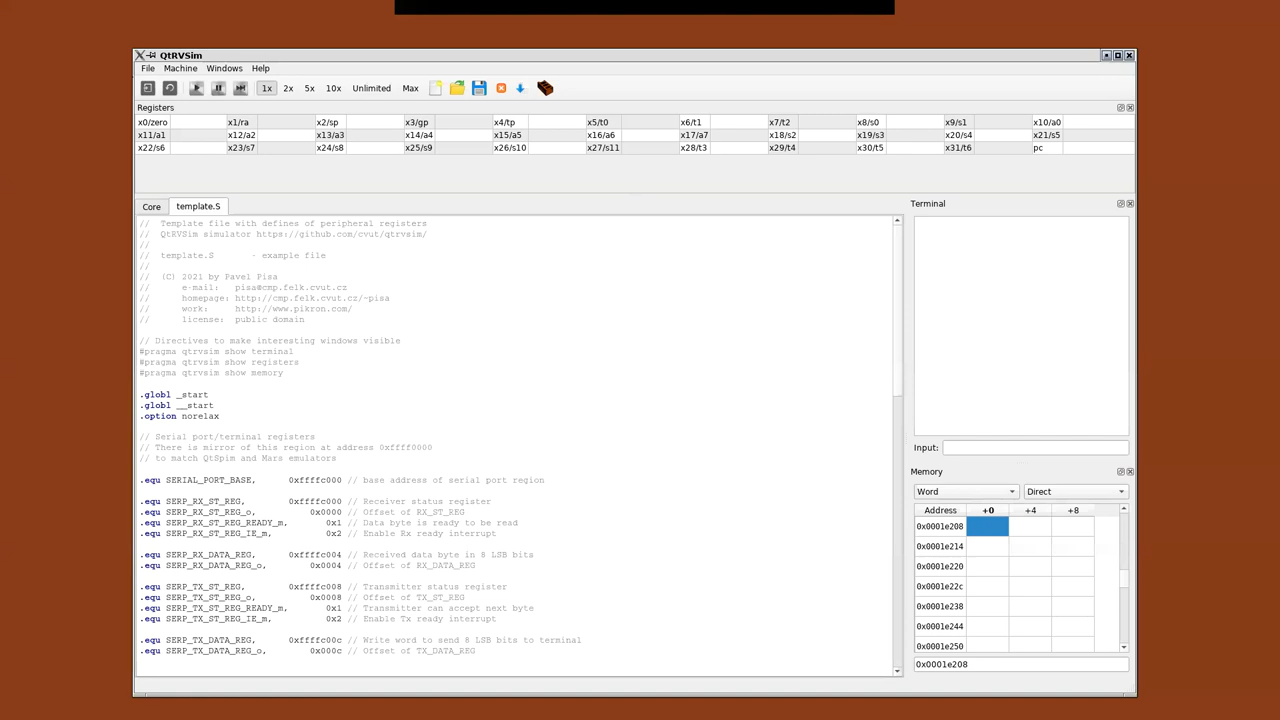 QtRVSim
File Machine Windows Help
1x 2x 5x 10x Unlimited Max
Registers
x0/zero x1/ra x2/sp x3/gp x4/tp x5/t0 x6/t1 x7/t2 x8/s0 x9/s1 x10/a0
x11/a1 x12/a2 x13/a3 x14/a4 x15/a5 x16/a6 x17/a7 x18/s2 x19/s3 x20/s4 x21/s5
x22/s6 x23/s7 x24/s8 x25/s9 x26/s10 x27/s11 x28/t3 x29/t4 x30/t5 x31/t6 pc
Core template.S
// Template file with defines of peripheral registers
// QtRVSim simulator https://github.com/cvut/qtrvsim/
//
// template.S - example file
//
// (C) 2021 by Pavel Pisa
// e-mail: pisa@cmp.felk.cvut.cz
// homepage: http://cmp.felk.cvut.cz/~pisa
// work: http://www.pikron.com/
// license: public domain
// Directives to make interesting windows visible
#pragma qtrvsim show terminal
#pragma qtrvsim show registers
#pragma qtrvsim show memory
.globl _start
.globl __start
.option norelax
// Serial port/terminal registers
// There is mirror of this region at address 0xffff0000
// to match QtSpim and Mars emulators
.equ SERIAL_PORT_BASE, 0xffffc000 // base address of serial port region
.equ SERP_RX_ST_REG, 0xffffc000 // Receiver status register
.equ SERP_RX_ST_REG_o, 0x0000 // Offset of RX_ST_REG
.equ SERP_RX_ST_REG_READY_m, 0x1 // Data byte is ready to be read
.equ SERP_RX_ST_REG_IE_m, 0x2 // Enable Rx ready interrupt
.equ SERP_RX_DATA_REG, 0xffffc004 // Received data byte in 8 LSB bits
.equ SERP_RX_DATA_REG_o, 0x0004 // Offset of RX_DATA_REG
.equ SERP_TX_ST_REG, 0xffffc008 // Transmitter status register
.equ SERP_TX_ST_REG_o, 0x0008 // Offset of TX_ST_REG
.equ SERP_TX_ST_REG_READY_m, 0x1 // Transmitter can accept next byte
.equ SERP_TX_ST_REG_IE_m, 0x2 // Enable Tx ready interrupt
.equ SERP_TX_DATA_REG, 0xffffc00c // Write word to send 8 LSB bits to terminal
.equ SERP_TX_DATA_REG_o, 0x000c // Offset of TX_DATA_REG
Terminal
Input:
Memory
Word Direct
Address +0 +4 +8
0x0001e208
0x0001e214
0x0001e220
0x0001e22c
0x0001e238
0x0001e244
0x0001e250
0x0001e208